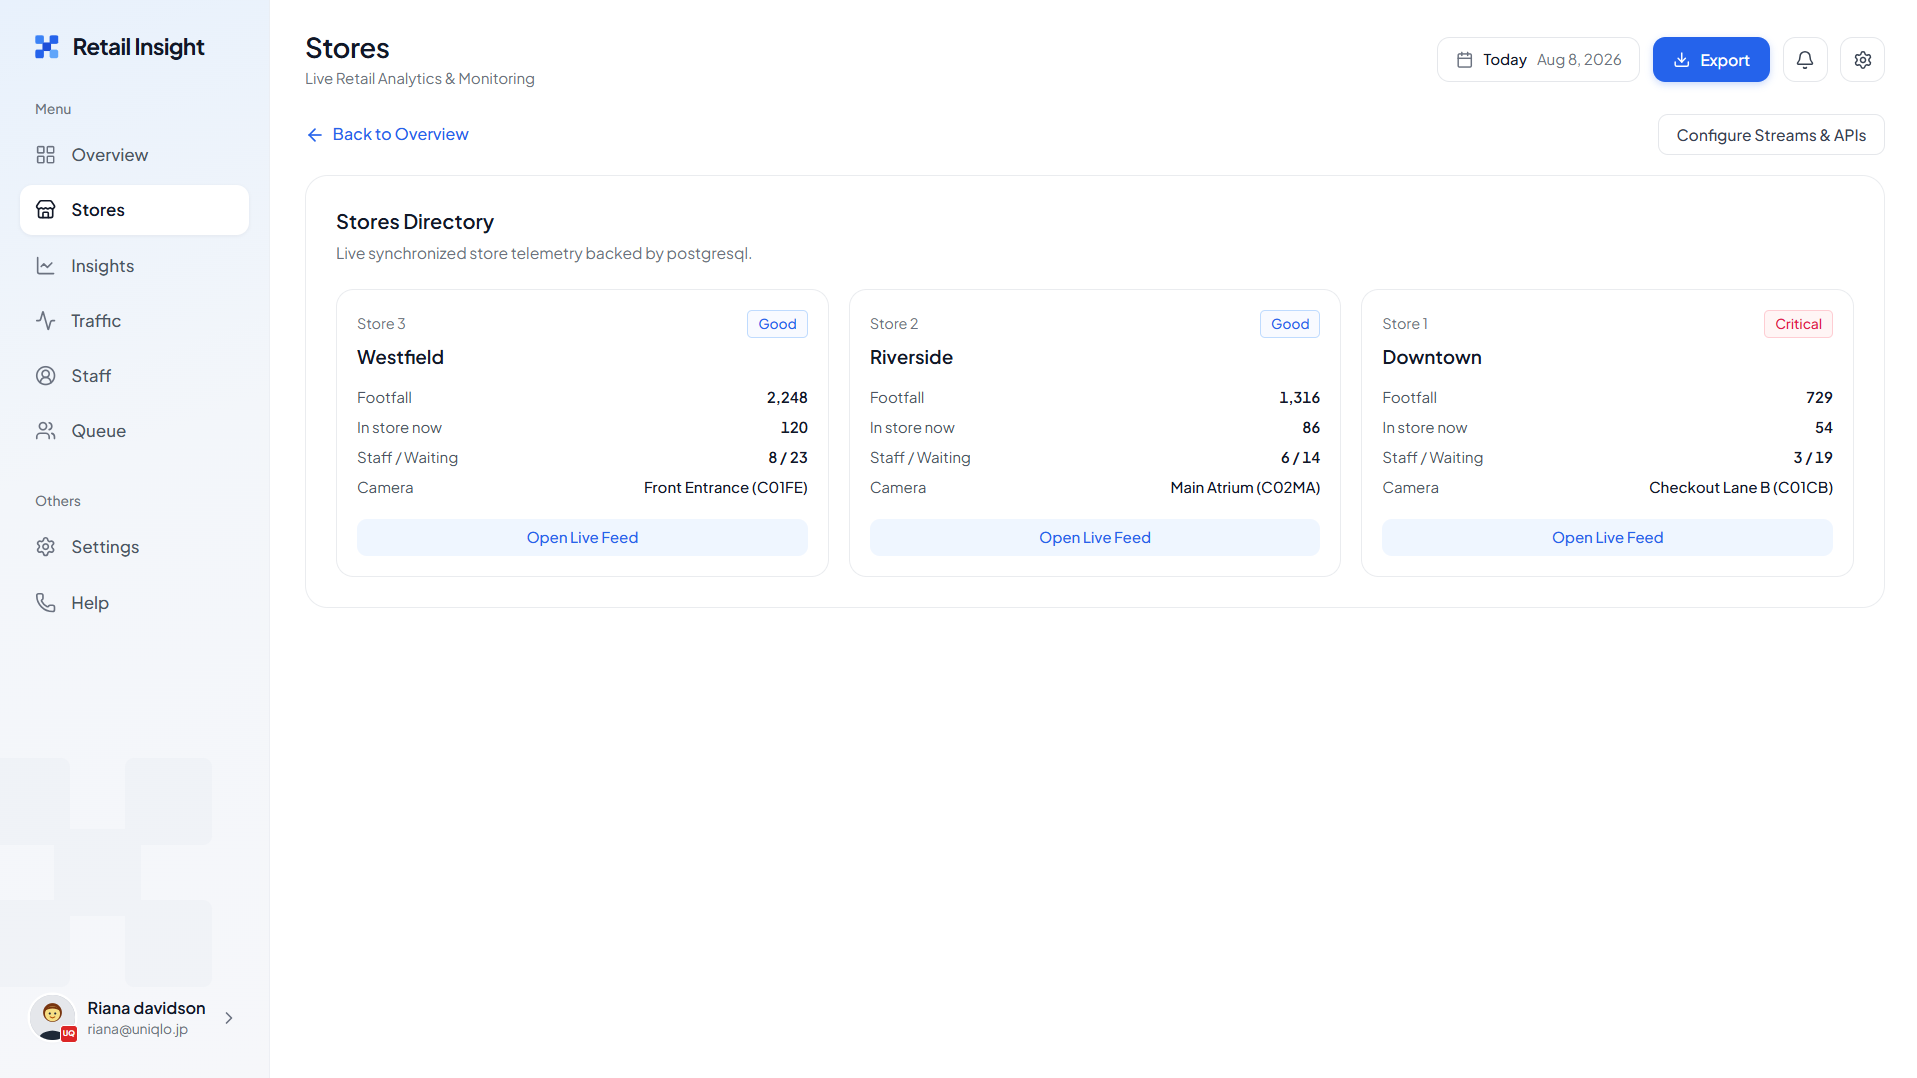 Retail Insight
Menu
Overview
Stores
Insights
Traffic
Staff
Queue
Others
Settings
Help
UQ
Riana davidson
riana@uniqlo.jp
Stores
Live Retail Analytics & Monitoring
Today Aug 8, 2026
Export
Back to Overview
Configure Streams & APIs
Stores Directory
Live synchronized store telemetry backed by postgresql.
Store 3 Good
Westfield
Footfall 2,248
In store now 120
Staff / Waiting 8 / 23
Camera Front Entrance (C01FE)
Open Live Feed
Store 2 Good
Riverside
Footfall 1,316
In store now 86
Staff / Waiting 6 / 14
Camera Main Atrium (C02MA)
Open Live Feed
Store 1 Critical
Downtown
Footfall 729
In store now 54
Staff / Waiting 3 / 19
Camera Checkout Lane B (C01CB)
Open Live Feed